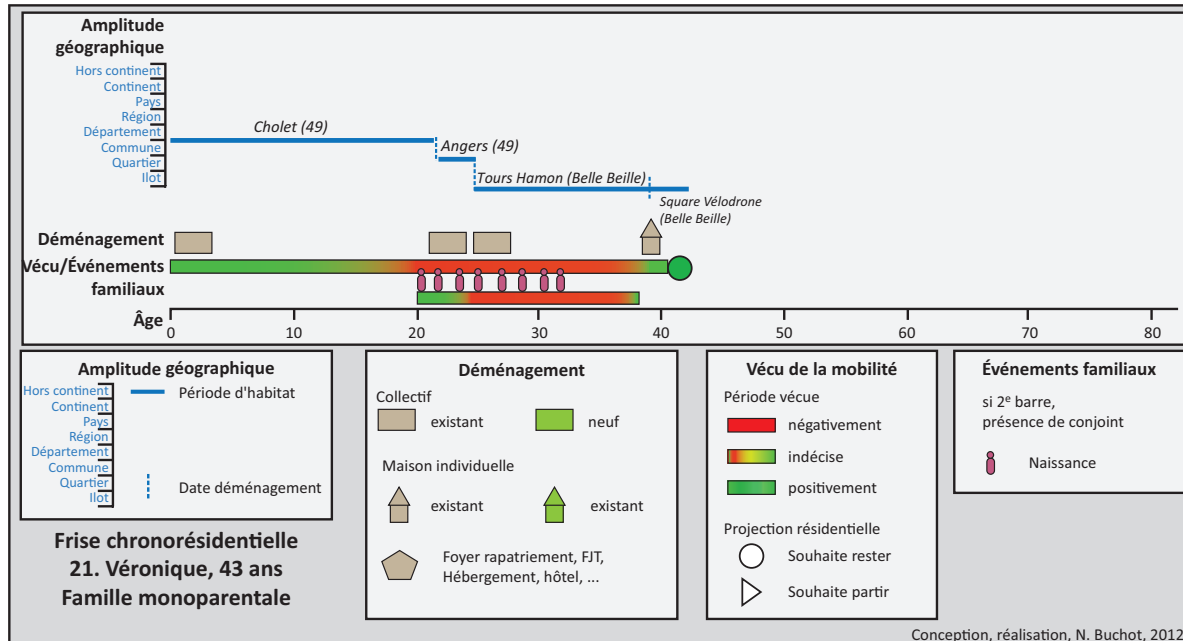 Amplitude
géographique
Hors continent
Continent
Pays
Région
Département
Commune
Quartier
Ilot
Cholet (49)
Angers (49)
Tours Hamon (Belle Beille)
Square Vélodrone
(Belle Beille)
Déménagement
Vécu/Événements
familiaux
Âge
0 10 20 30 40 50 60 70 80
Amplitude géographique
Hors continent
Continent
Pays
Région
Département
Commune
Quartier
Ilot
Période d'habitat
Date déménagement
Frise chronorésidentielle
21. Véronique, 43 ans
Famille monoparentale
Déménagement
Collectif
existant neuf
Maison individuelle
existant existant
Foyer rapatriement, FJT,
Hébergement, hôtel, ...
Vécu de la mobilité
Période vécue
négativement
indécise
positivement
Projection résidentielle
Souhaite rester
Souhaite partir
Événements familiaux
si 2e barre,
présence de conjoint
Naissance
Conception, réalisation, N. Buchot, 2012